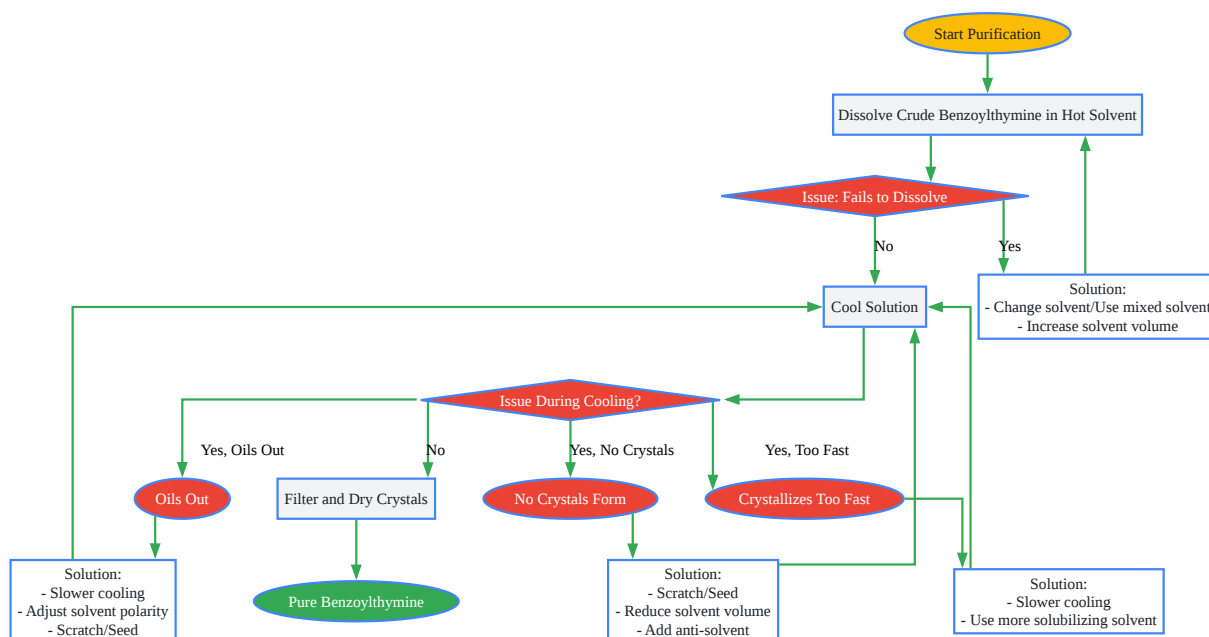 Start Purification
Dissolve Crude Benzoylthymine in Hot Solvent
Issue: Fails to Dissolve
No
Yes
Solution:
- Change solvent/Use mixed solvent
- Increase solvent volume
Cool Solution
Issue During Cooling?
Yes, Oils Out
No
Yes, No Crystals
Yes, Too Fast
Oils Out
Filter and Dry Crystals
No Crystals Form
Crystallizes Too Fast
Solution:
- Slower cooling
- Adjust solvent polarity
- Scratch/Seed
Pure Benzoylthymine
Solution:
- Scratch/Seed
- Reduce solvent volume
- Add anti-solvent
Solution:
- Slower cooling
- Use more solubilizing solvent